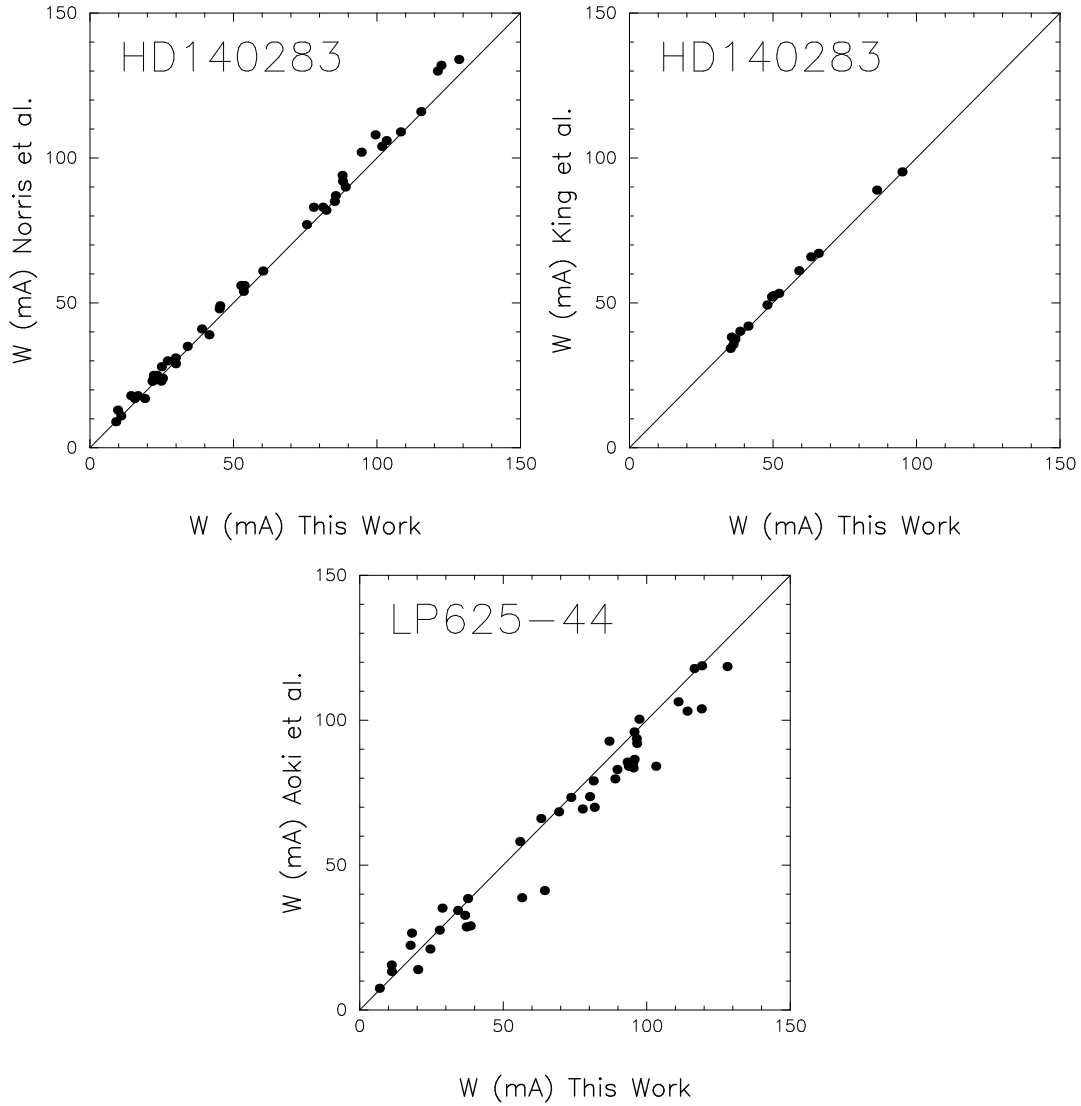 HD140283
W (mA) Norris et al.
150
100
50
0
0 50 100 150
W (mA) This Work
HD140283
W (mA) King et al.
150
100
50
0
0 50 100 150
W (mA) This Work
LP625-44
W (mA) Aoki et al.
150
100
50
0
0 50 100 150
W (mA) This Work